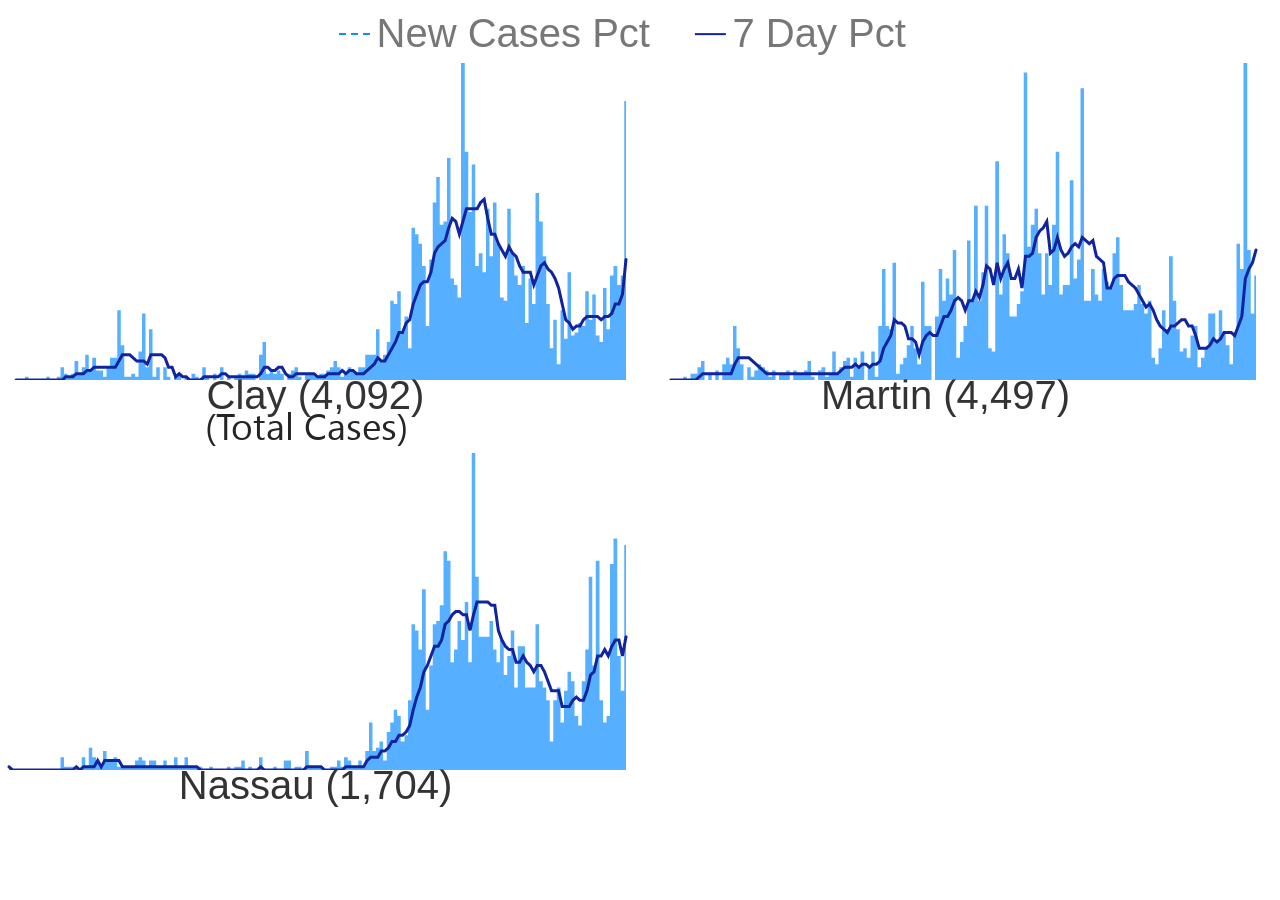 New Cases Pct 7 Day Pct
Clay (4,092) Martin (4,497)
(Total Cases)
Nassau (1,704)